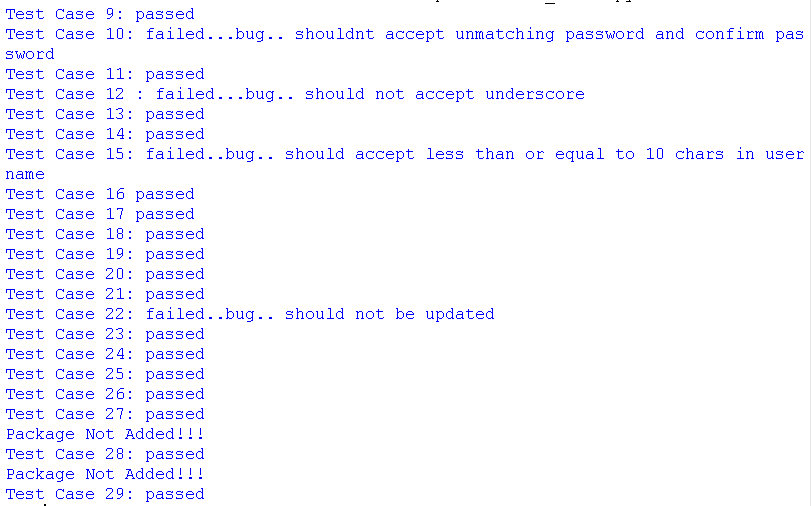 Test Case 9: passed
Test Case 10: failed...bug.. shouldnt accept unmatching password and confirm pas
sword
Test Case 11: passed
Test Case 12 : failed...bug.. should not accept underscore
Test Case 13: passed
Test Case 14: passed
Test Case 15: failed..bug.. should accept less than or equal to 10 chars in user
name
Test Case 16 passed
Test Case 17 passed
Test Case 18: passed
Test Case 19: passed
Test Case 20: passed
Test Case 21: passed
Test Case 22: failed..bug.. should not be updated
Test Case 23: passed
Test Case 24: passed
Test Case 25: passed
Test Case 26: passed
Test Case 27: passed
Package Not Added!!!
Test Case 28: passed
Package Not Added!!!
Test Case 29: passed